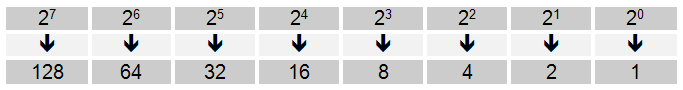 2⁷ 2⁶ 2⁵ 2⁴ 2³ 2² 2¹ 2⁰
🡳 🡳 🡳 🡳 🡳 🡳 🡳 🡳
128 64 32 16 8 4 2 1